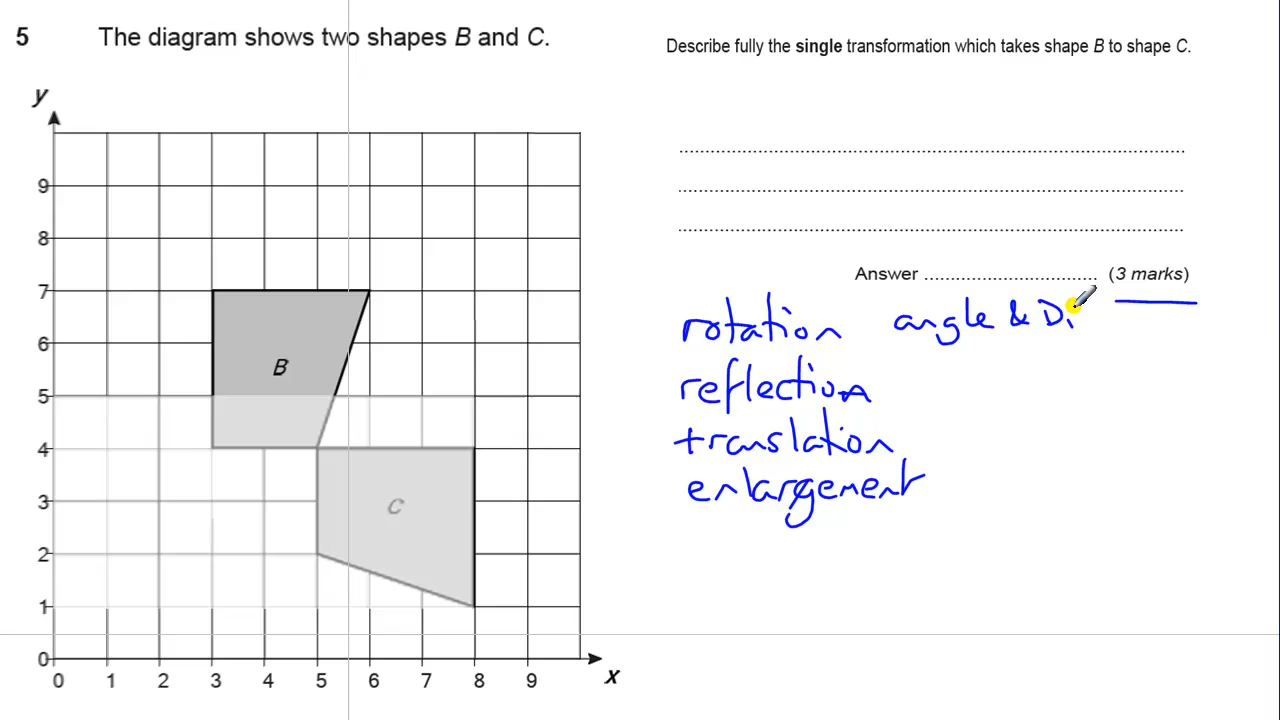 5 The diagram shows two shapes B and C.
Describe fully the single transformation which takes shape B to shape C.
y
9
8
7
6
5
4
3
2
1
0
B
C
0 1 2 3 4 5 6 7 8 9 x
Answer .................................. (3 marks)
rotation angle & Di
reflection
translation
enlargement